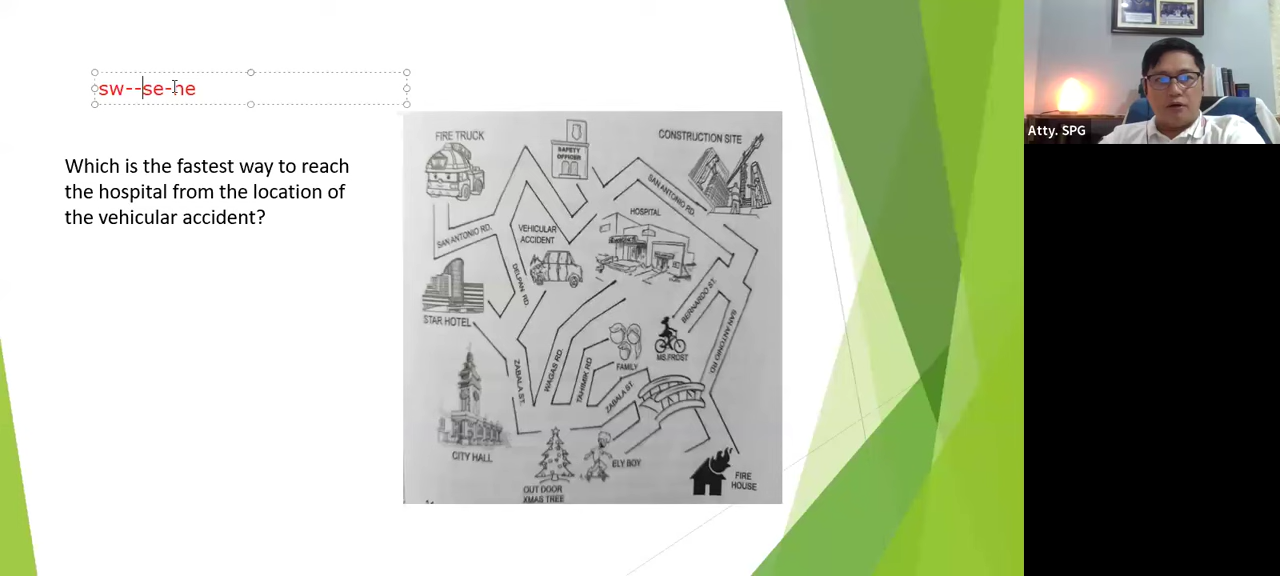 sw--se-ne
Which is the fastest way to reach
the hospital from the location of
the vehicular accident?
Atty. SPG
FIRE TRUCK
SAFETY
OFFICER
CONSTRUCTION SITE
SAN ANTONIO RD.
HOSPITAL
VEHICULAR
ACCIDENT
SAN ANTONIO RD.
DELPAN RD.
STAR HOTEL
BERNARDO ST.
SAN ANTONIO RD.
MS.FROST
FAMILY
ZABALA ST.
WAGAS RD.
TAHIMIK RD
ZABALA ST.
CITY HALL
ELY BOY
OUT DOOR
XMAS TREE
FIRE
HOUSE